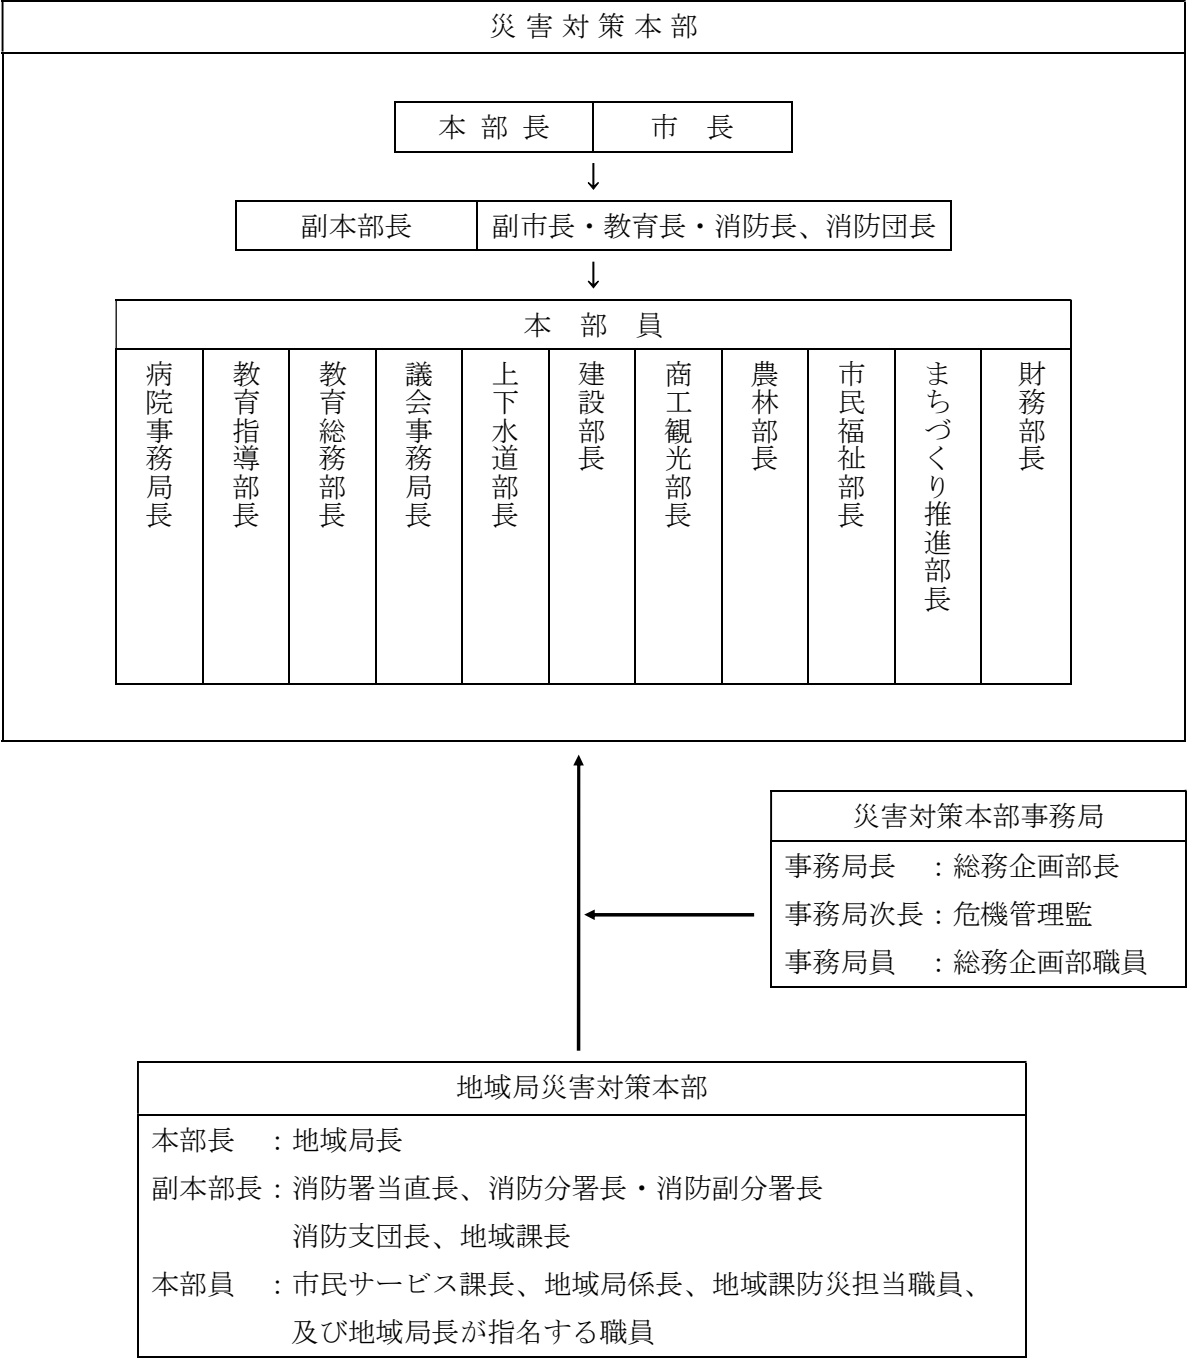 災害対策本部
本部長 市 長
↓
副本部長 副市長・教育長・消防長、消防団長
↓
本 部 員
財務部長
まちづくり推進部長
市民福祉部長
農林部長
商工観光部長
建設部長
上下水道部長
議会事務局長
教育総務部長
教育指導部長
病院事務局長
災害対策本部事務局
事務局長 :総務企画部長
事務局次長:危機管理監
事務局員 :総務企画部職員
地域局災害対策本部
本部長 :地域局長
副本部長:消防署当直長、消防分署長・消防副分署長
消防支団長、地域課長
本部員 :市民サービス課長、地域局係長、地域課防災担当職員、
及び地域局長が指名する職員